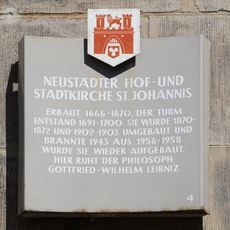 NEUSTÄDTER HOF- UND
STADTKIRCHE ST. JOHANNIS
ERBAUT 1666-1670, DER TURM
ENTSTAND 1691-1700. SIE WURDE 1870-
1872 UND 1902-1903 UMGEBAUT UND
BRANNTE 1943 AUS. 1956-1958
WURDE SIE WIEDER AUFGEBAUT.
HIER RUHT DER PHILOSOPH
GOTTFRIED-WILHELM LEIBNIZ
4